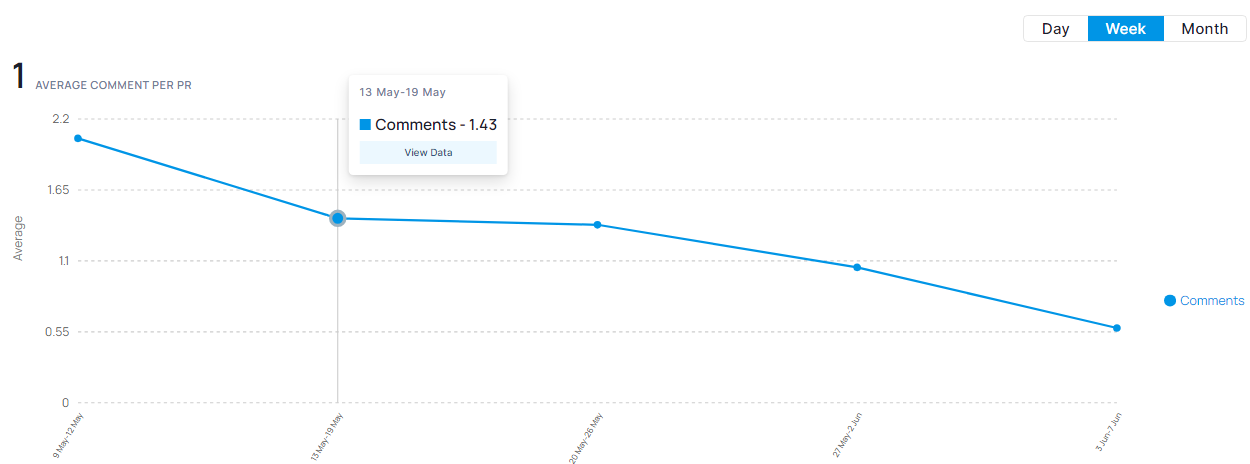 Day Week Month
1 AVERAGE COMMENT PER PR
13 May-19 May
Comments - 1.43
View Data
2.2
1.65
1.1
0.55
0
Average
Comments
9 May-12 May
13 May-19 May
20 May-26 May
27 May-2 Jun
3 Jun-7 Jun